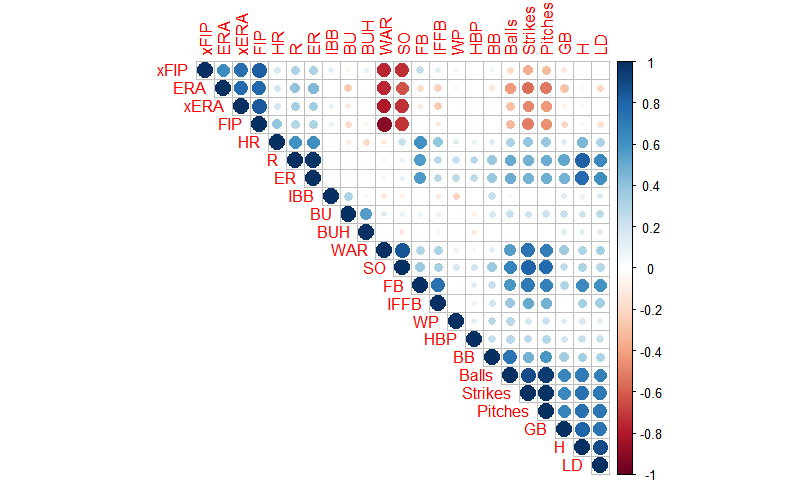 xFIP ERA xERA FIP HR R ER IBB BU BUH WAR SO FB IFFB WP HBP BB Balls Strikes Pitches GB H LD
xFIP
ERA
xERA
FIP
HR
R
ER
IBB
BU
BUH
WAR
SO
FB
IFFB
WP
HBP
BB
Balls
Strikes
Pitches
GB
H
LD
1
0.8
0.6
0.4
0.2
0
-0.2
-0.4
-0.6
-0.8
-1